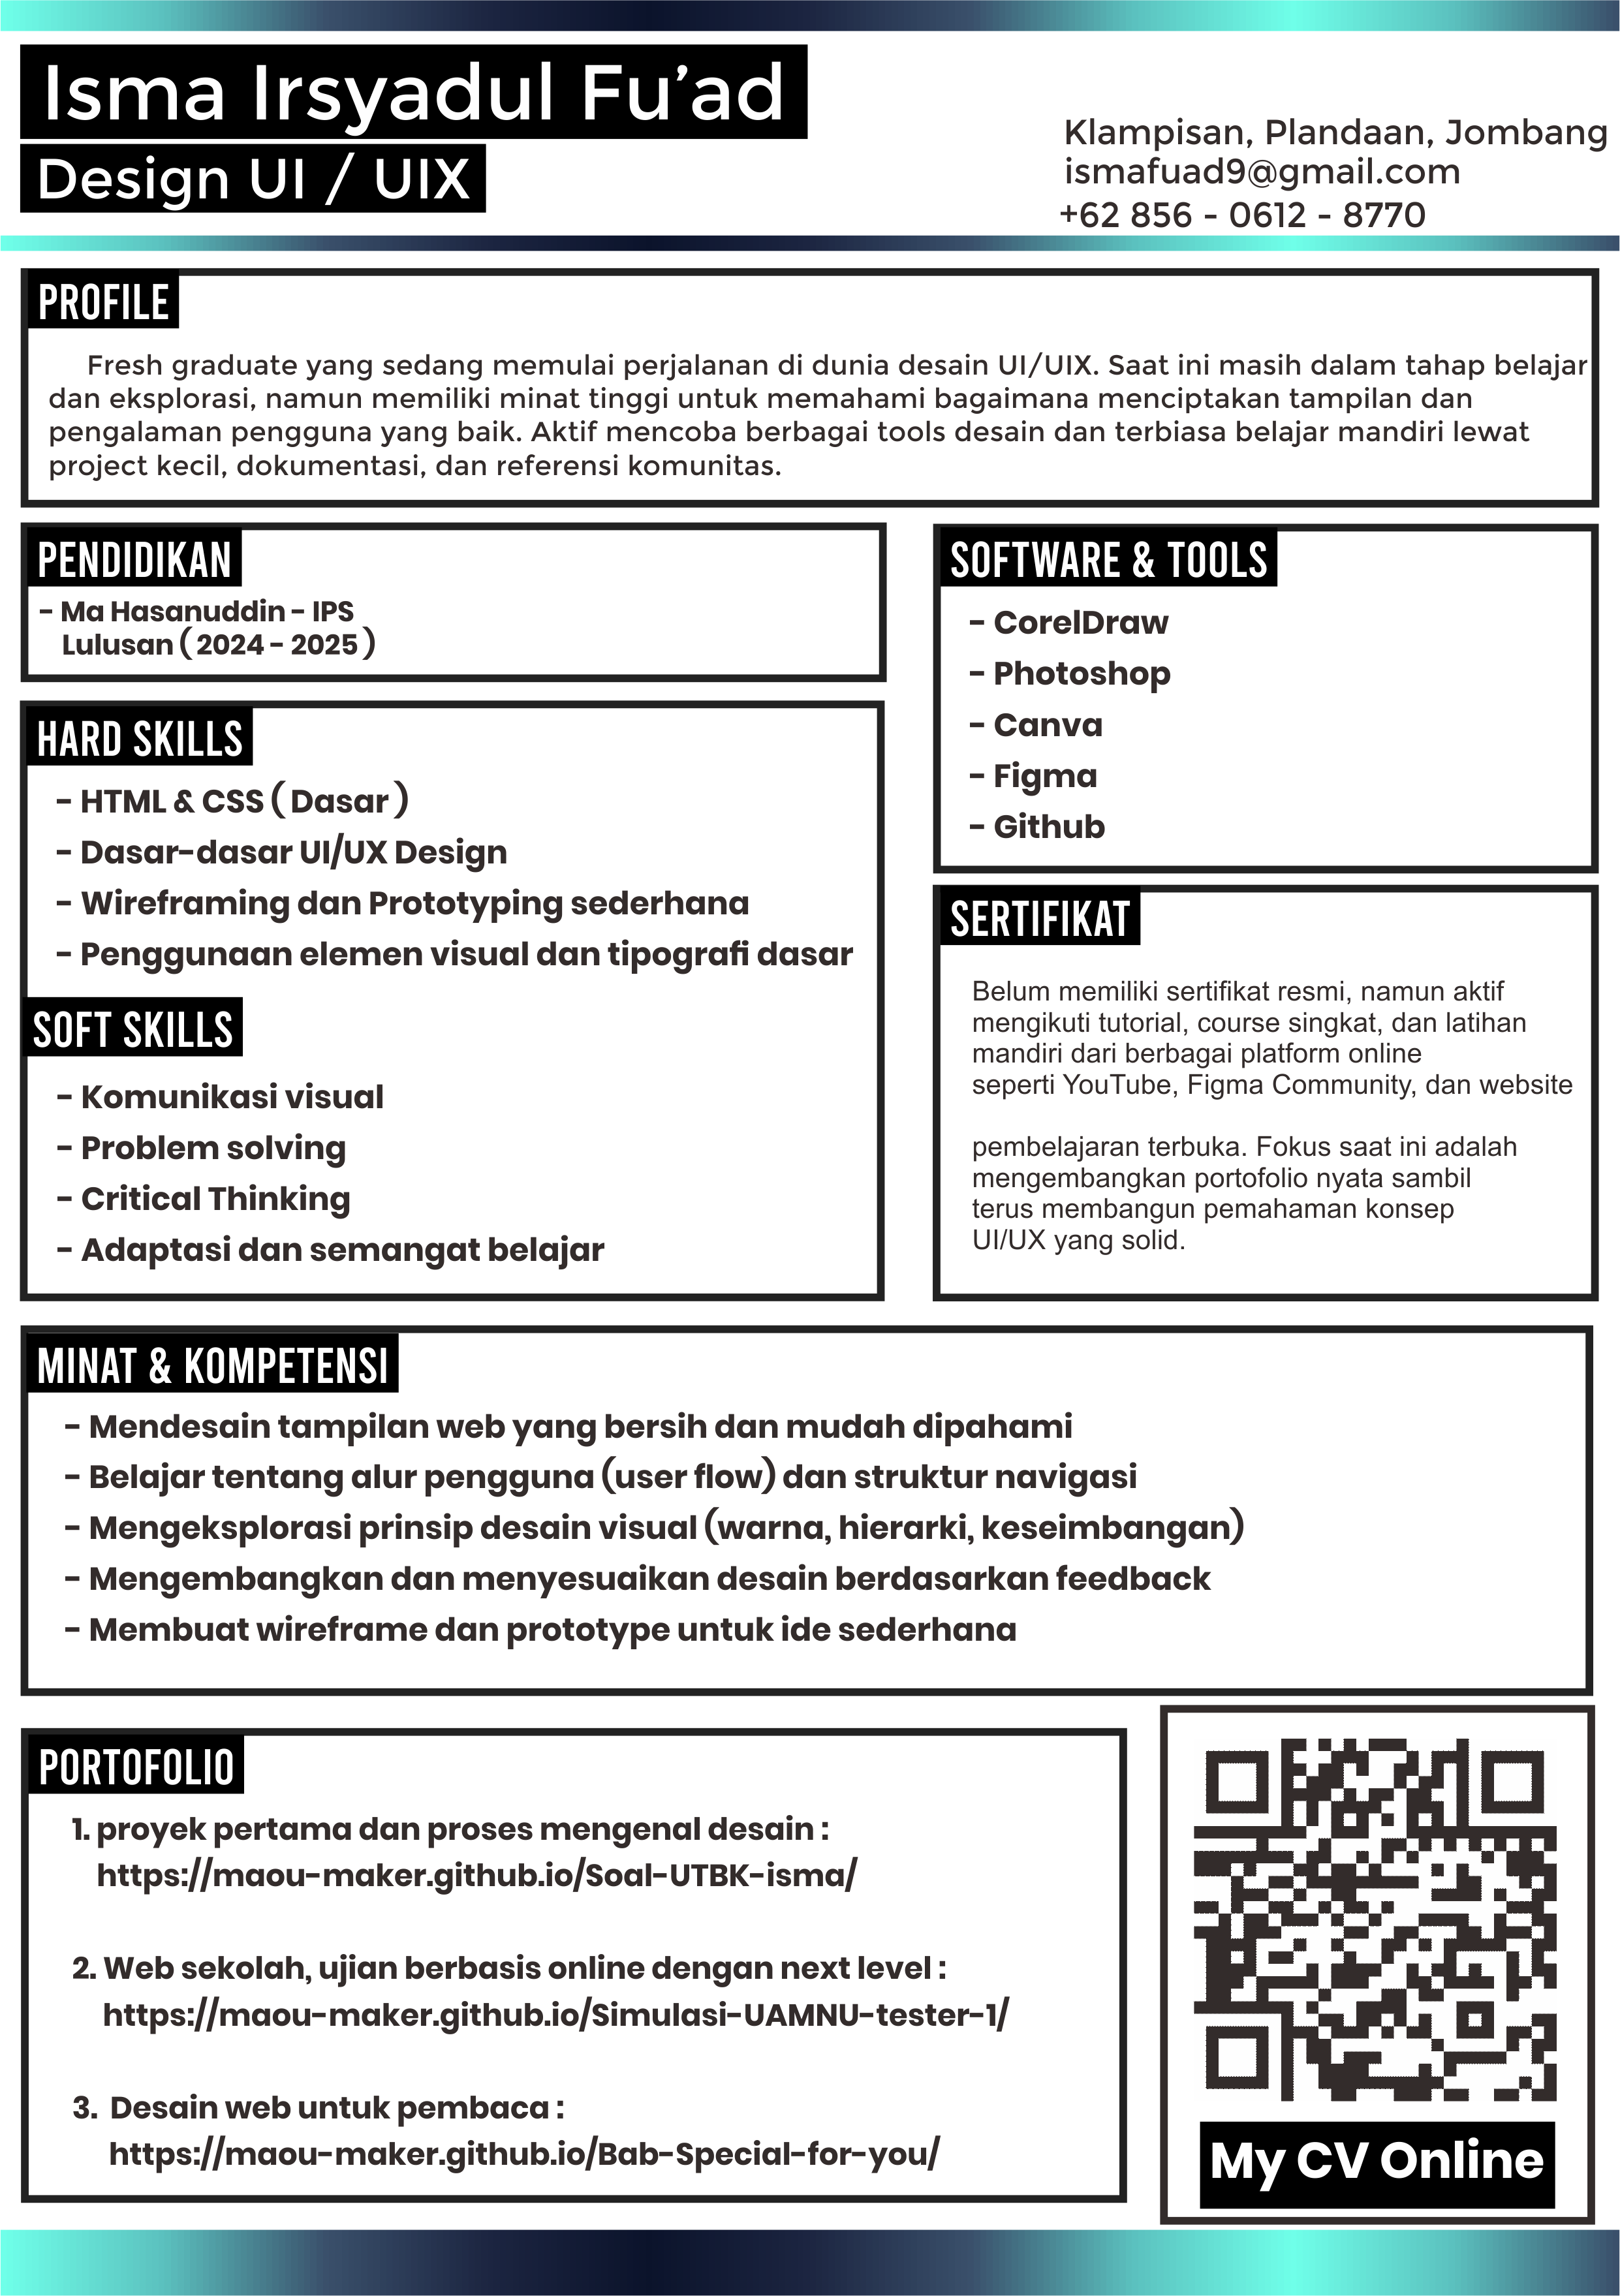 Isma Irsyadul Fu'ad
Design UI / UIX
Klampisan, Plandaan, Jombang
ismafuad9@gmail.com
+62 856 - 0612 - 8770
PROFILE
Fresh graduate yang sedang memulai perjalanan di dunia desain UI/UIX. Saat ini masih dalam tahap belajar
dan eksplorasi, namun memiliki minat tinggi untuk memahami bagaimana menciptakan tampilan dan
pengalaman pengguna yang baik. Aktif mencoba berbagai tools desain dan terbiasa belajar mandiri lewat
project kecil, dokumentasi, dan referensi komunitas.
PENDIDIKAN
- Ma Hasanuddin - IPS
Lulusan ( 2024 - 2025 )
HARD SKILLS
- HTML & CSS ( Dasar )
- Dasar-dasar UI/UX Design
- Wireframing dan Prototyping sederhana
- Penggunaan elemen visual dan tipografi dasar
SOFT SKILLS
- Komunikasi visual
- Problem solving
- Critical Thinking
- Adaptasi dan semangat belajar
SOFTWARE & TOOLS
- CorelDraw
- Photoshop
- Canva
- Figma
- Github
SERTIFIKAT
Belum memiliki sertifikat resmi, namun aktif
mengikuti tutorial, course singkat, dan latihan
mandiri dari berbagai platform online
seperti YouTube, Figma Community, dan website
pembelajaran terbuka. Fokus saat ini adalah
mengembangkan portofolio nyata sambil
terus membangun pemahaman konsep
UI/UX yang solid.
MINAT & KOMPETENSI
- Mendesain tampilan web yang bersih dan mudah dipahami
- Belajar tentang alur pengguna (user flow) dan struktur navigasi
- Mengeksplorasi prinsip desain visual (warna, hierarki, keseimbangan)
- Mengembangkan dan menyesuaikan desain berdasarkan feedback
- Membuat wireframe dan prototype untuk ide sederhana
PORTOFOLIO
1. proyek pertama dan proses mengenal desain :
https://maou-maker.github.io/Soal-UTBK-isma/
2. Web sekolah, ujian berbasis online dengan next level :
https://maou-maker.github.io/Simulasi-UAMNU-tester-1/
3. Desain web untuk pembaca :
https://maou-maker.github.io/Bab-Special-for-you/
My CV Online